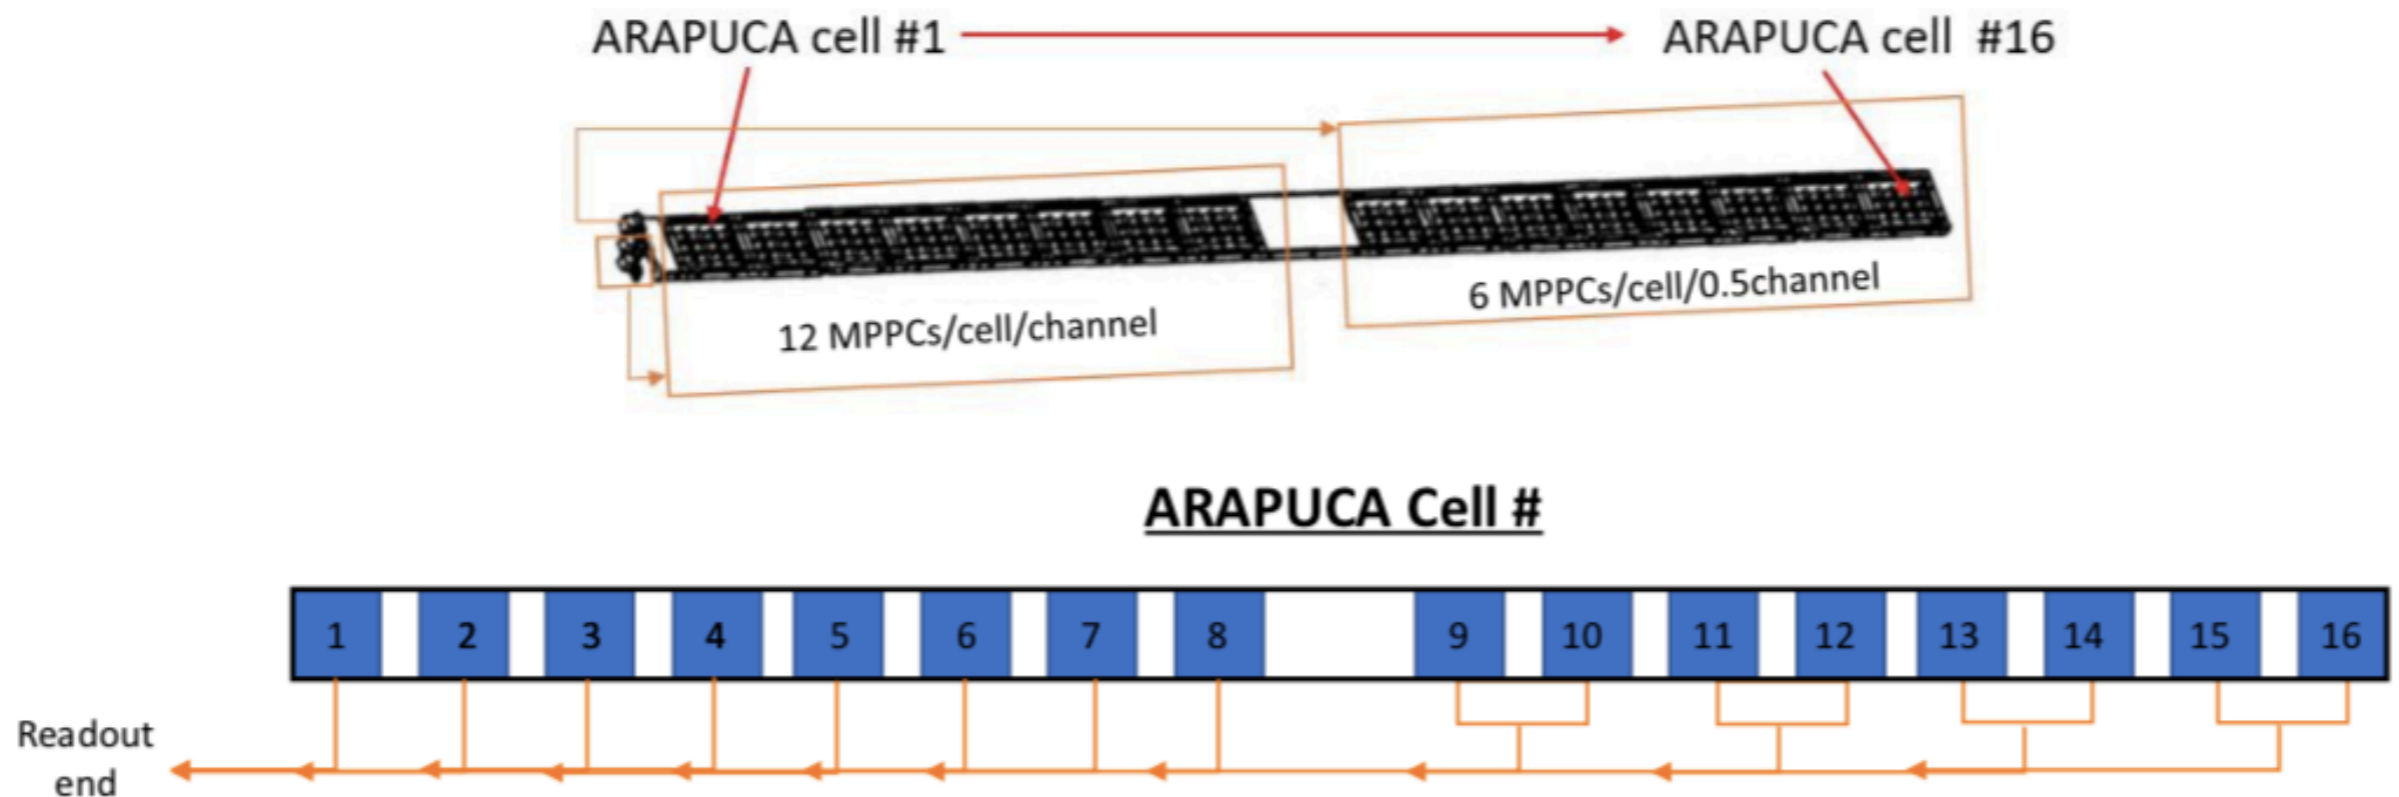 ARAPUCA cell #1
ARAPUCA cell #16
12 MPPCs/cell/channel
6 MPPCs/cell/0.5channel
ARAPUCA Cell #
1 2 3 4 5 6 7 8 9 10 11 12 13 14 15 16
Readout
end